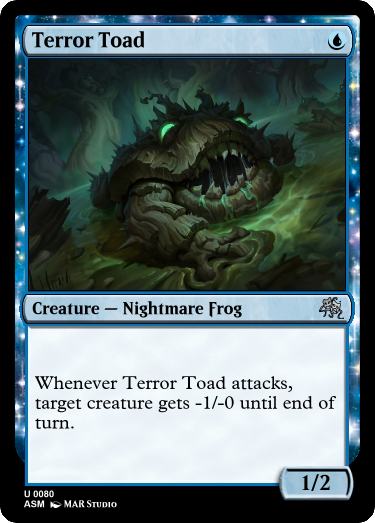 Terror Toad
Creature — Nightmare Frog
Whenever Terror Toad attacks,
target creature gets -1/-0 until end of
turn.
1/2
U 0080
ASM MAR Studio